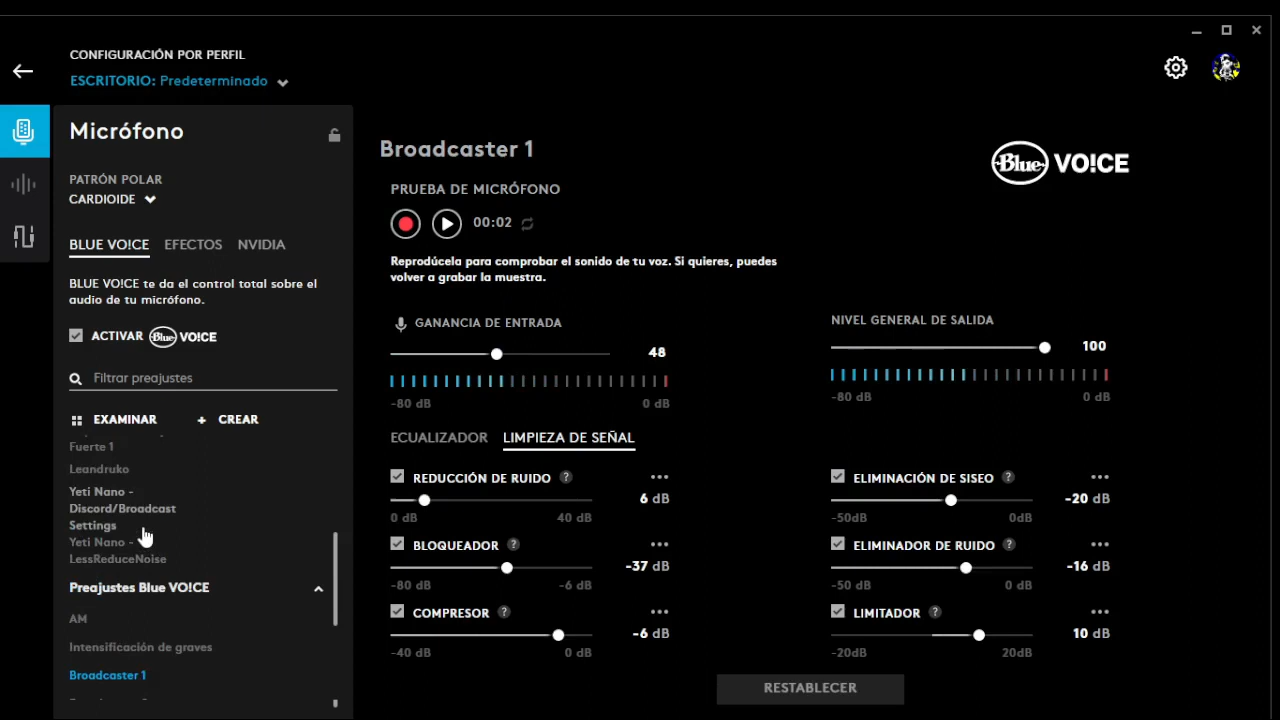 CONFIGURACIÓN POR PERFIL
ESCRITORIO: Predeterminado
Micrófono
PATRÓN POLAR
CARDIOIDE
BLUE VO!CE EFECTOS NVIDIA
BLUE VO!CE te da el control total sobre el
audio de tu micrófono.
ACTIVAR Blue VO!CE
Filtrar preajustes
EXAMINAR + CREAR
Fuerte 1
Leandruko
Yeti Nano -
Discord/Broadcast
Settings
Yeti Nano -
LessReduceNoise
Preajustes Blue VO!CE
AM
Intensificación de graves
Broadcaster 1
Broadcaster 1
Blue VO!CE
PRUEBA DE MICRÓFONO
00:02
Reprodúcela para comprobar el sonido de tu voz. Si quieres, puedes
volver a grabar la muestra.
GANANCIA DE ENTRADA
48
-80 dB 0 dB
NIVEL GENERAL DE SALIDA
100
-80 dB 0 dB
ECUALIZADOR LIMPIEZA DE SEÑAL
REDUCCIÓN DE RUIDO ? ...
6 dB
0 dB 40 dB
ELIMINACIÓN DE SISEO ? ...
-20 dB
-50dB 0dB
BLOQUEADOR ? ...
-37 dB
-80 dB -6 dB
ELIMINADOR DE RUIDO ? ...
-16 dB
-50 dB 0 dB
COMPRESOR ? ...
-6 dB
-40 dB 0 dB
LIMITADOR ? ...
10 dB
-20dB 20dB
RESTABLECER